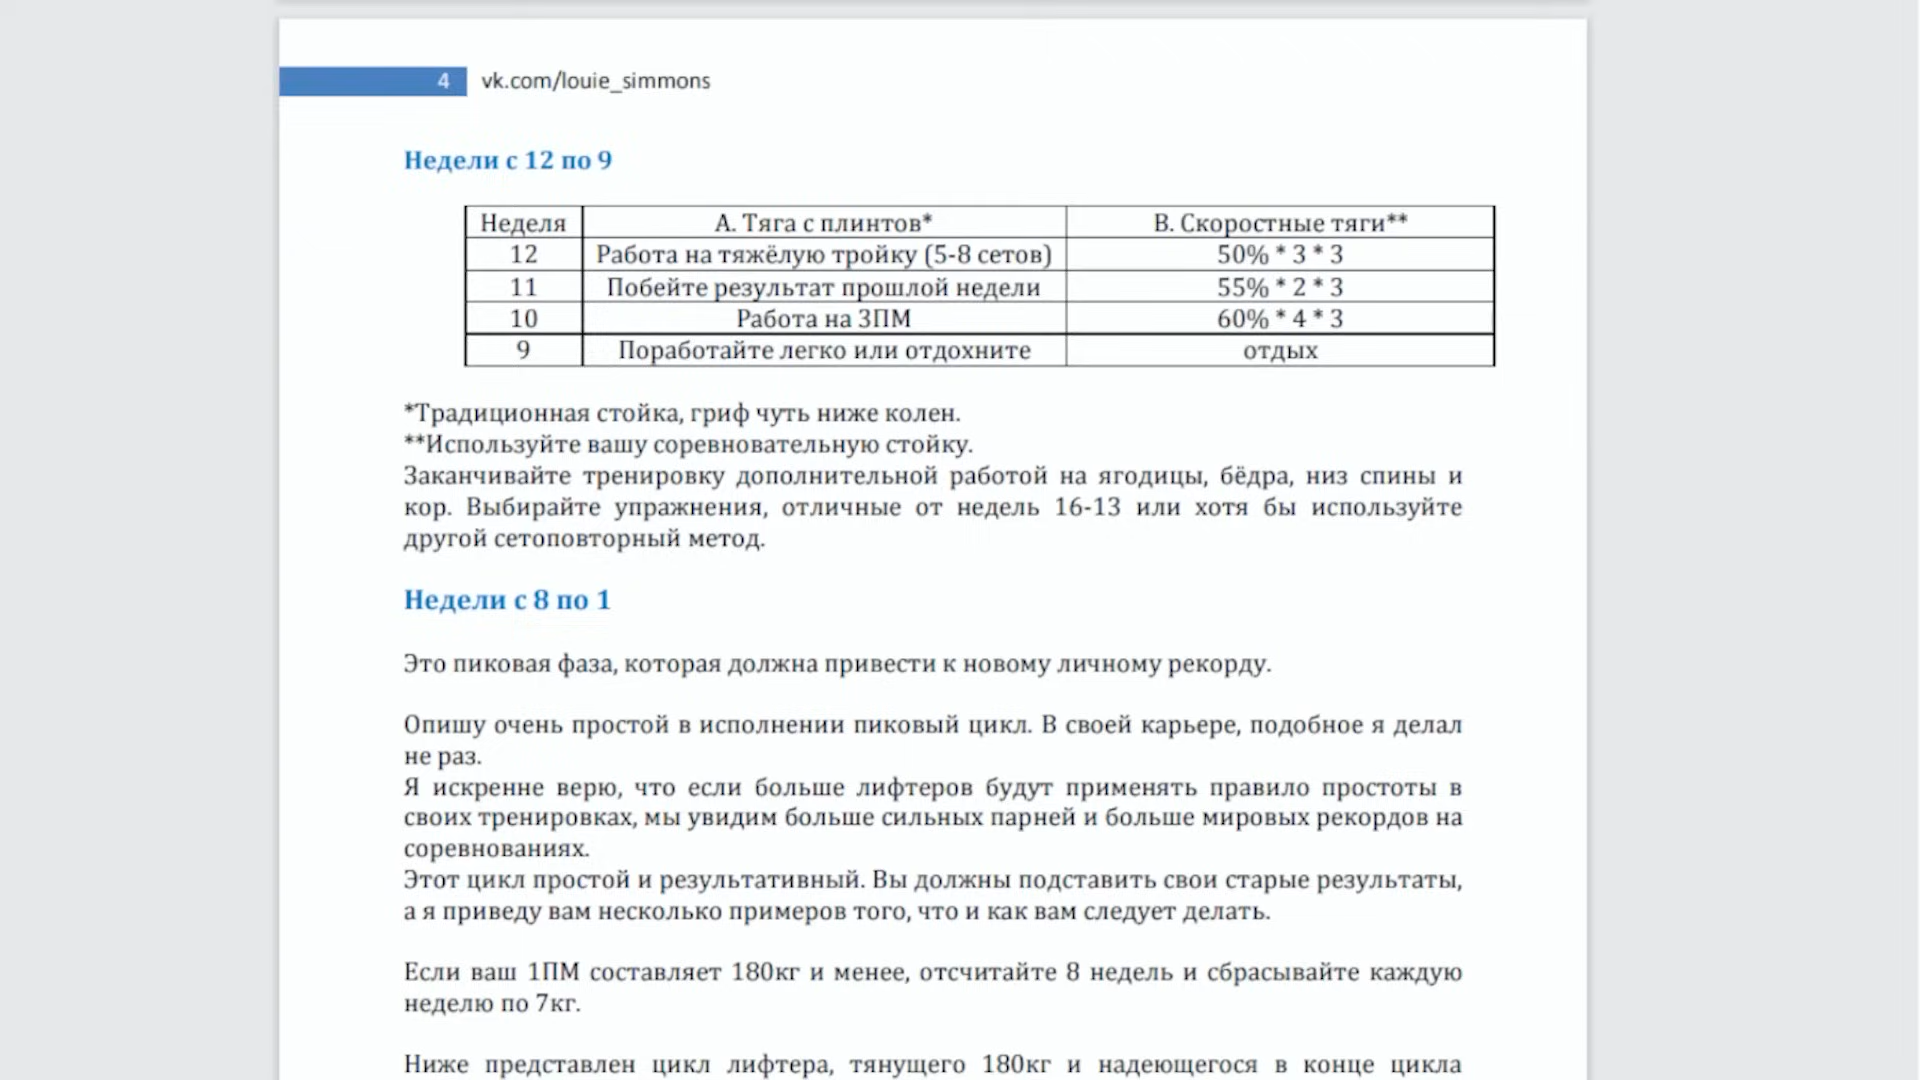 4 vk.com/louie_simmons
Недели с 12 по 9
Неделя А. Тяга с плинтов* В. Скоростные тяги**
12 Работа на тяжёлую тройку (5-8 сетов) 50% * 3 * 3
11 Побейте результат прошлой недели 55% * 2 * 3
10 Работа на 3ПМ 60% * 4 * 3
9 Поработайте легко или отдохните отдых
*Традиционная стойка, гриф чуть ниже колен.
**Используйте вашу соревновательную стойку.
Заканчивайте тренировку дополнительной работой на ягодицы, бёдра, низ спины и
кор. Выбирайте упражнения, отличные от недель 16-13 или хотя бы используйте
другой сетоповторный метод.
Недели с 8 по 1
Это пиковая фаза, которая должна привести к новому личному рекорду.
Опишу очень простой в исполнении пиковый цикл. В своей карьере, подобное я делал
не раз.
Я искренне верю, что если больше лифтеров будут применять правило простоты в
своих тренировках, мы увидим больше сильных парней и больше мировых рекордов на
соревнованиях.
Этот цикл простой и результативный. Вы должны подставить свои старые результаты,
а я приведу вам несколько примеров того, что и как вам следует делать.
Если ваш 1ПМ составляет 180кг и менее, отсчитайте 8 недель и сбрасывайте каждую
неделю по 7кг.
Ниже представлен цикл лифтера, тянущего 180кг и надеющегося в конце цикла